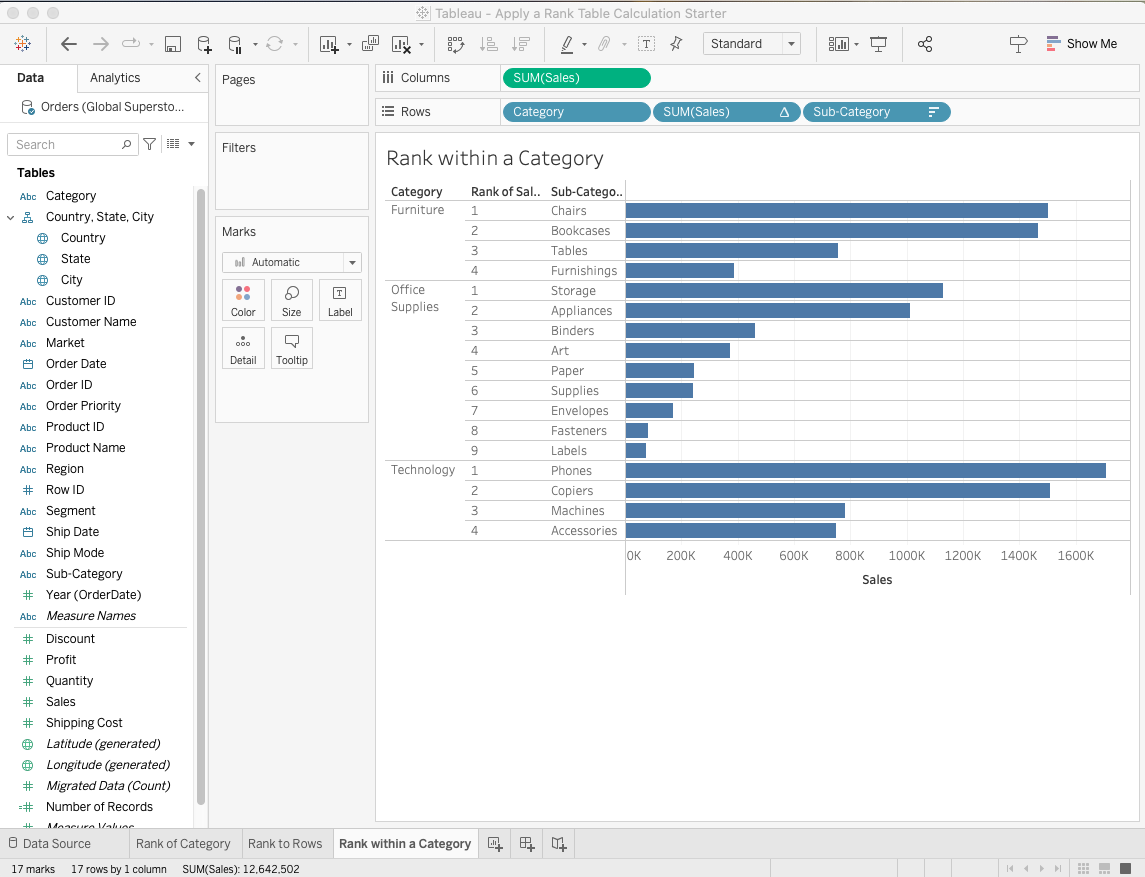 Tableau - Apply a Rank Table Calculation Starter
Standard
Show Me
Data
Analytics
Pages
Columns
SUM(Sales)
Orders (Global Supersto...
Rows
Category
SUM(Sales) Δ
Sub-Category
Search
Filters
Tables
Abc Category
Country, State, City
Country
State
City
Abc Customer ID
Abc Customer Name
Abc Market
Order Date
Abc Order ID
Abc Order Priority
Abc Product ID
Abc Product Name
Abc Region
# Row ID
Abc Segment
Ship Date
Abc Ship Mode
Abc Sub-Category
# Year (OrderDate)
Abc Measure Names
# Discount
# Profit
# Quantity
# Sales
# Shipping Cost
Latitude (generated)
Longitude (generated)
# Migrated Data (Count)
=# Number of Records
# Measure Values
Marks
Automatic
Color
Size
T
Label
Detail
Tooltip
Rank within a Category
Category Rank of Sal.. Sub-Catego..
Furniture 1 Chairs
2 Bookcases
3 Tables
4 Furnishings
Office Supplies 1 Storage
2 Appliances
3 Binders
4 Art
5 Paper
6 Supplies
7 Envelopes
8 Fasteners
9 Labels
Technology 1 Phones
2 Copiers
3 Machines
4 Accessories
0K 200K 400K 600K 800K 1000K 1200K 1400K 1600K
Sales
Data Source
Rank of Category
Rank to Rows
Rank within a Category
17 marks
17 rows by 1 column
SUM(Sales): 12,642,502